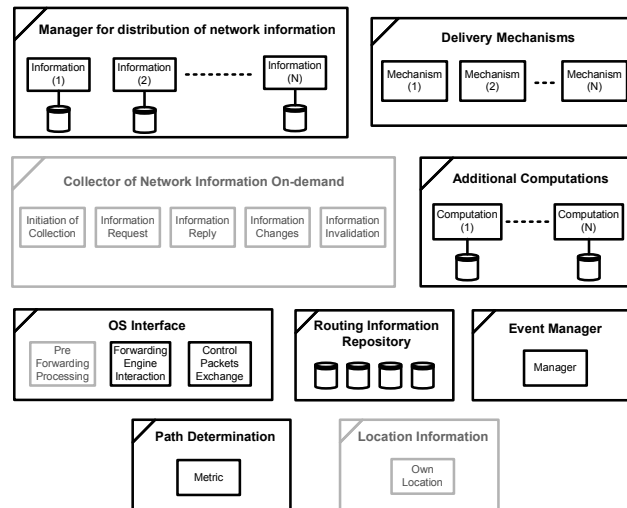 Manager for distribution of network information
Information
(1)
Information
(2)
Information
(N)
Delivery Mechanisms
Mechanism
(1)
Mechanism
(2)
Mechanism
(N)
Collector of Network Information On-demand
Initiation of
Collection
Information
Request
Information
Reply
Information
Changes
Information
Invalidation
Additional Computations
Computation
(1)
Computation
(N)
OS Interface
Pre
Forwarding
Processing
Forwarding
Engine
Interaction
Control
Packets
Exchange
Routing Information
Repository
Event Manager
Manager
Path Determination
Metric
Location Information
Own
Location